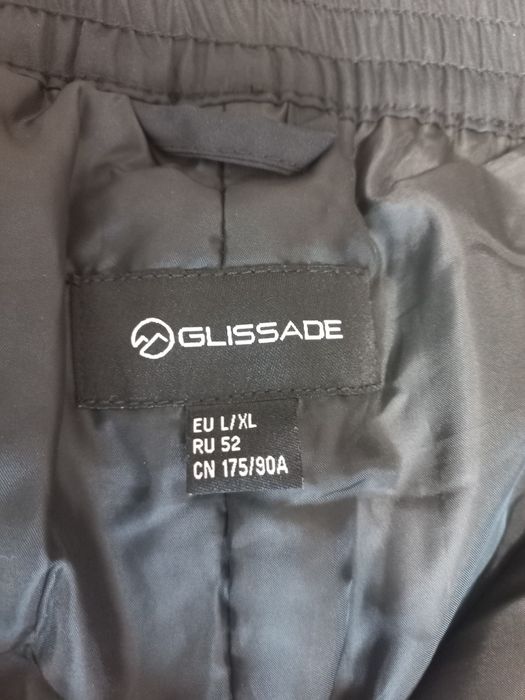 GLISSADE
EU L/XL
RU 52
CN 175/90A